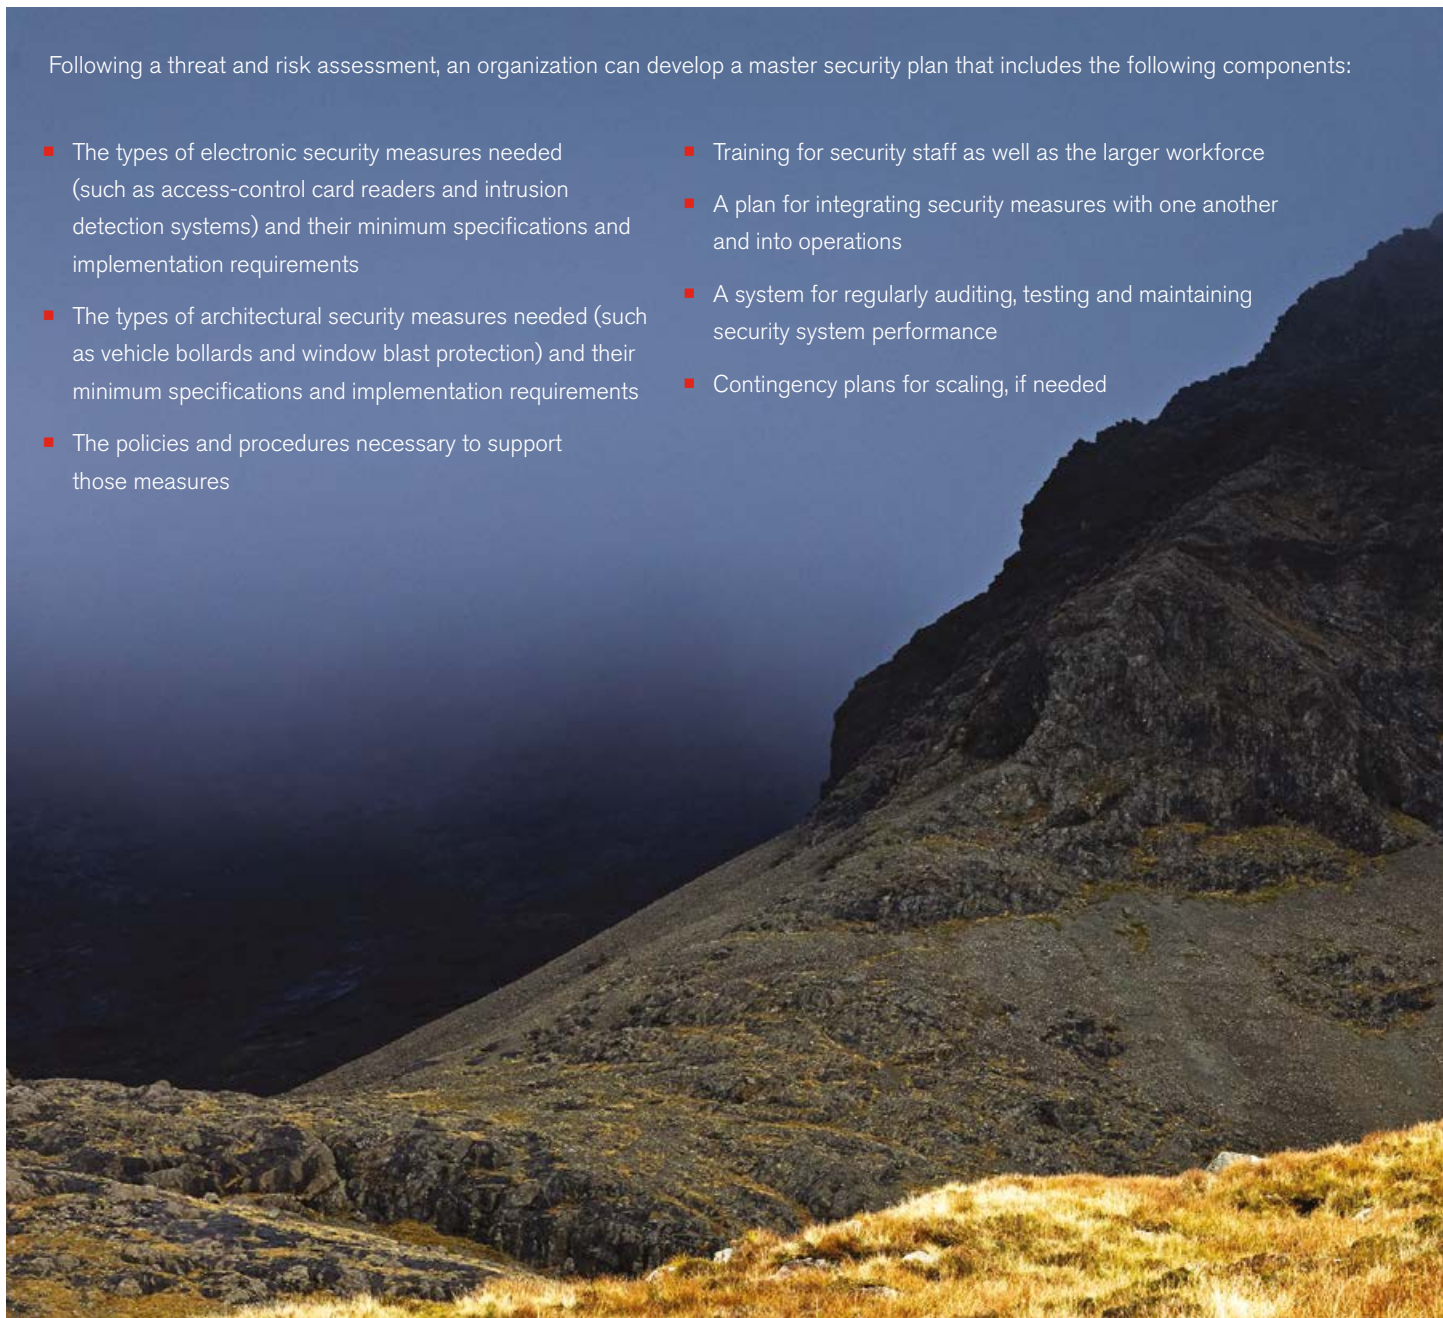 Following a threat and risk assessment, an organization can develop a master security plan that includes the following components:
■ The types of electronic security measures needed
(such as access-control card readers and intrusion
detection systems) and their minimum specifications and
implementation requirements
■ The types of architectural security measures needed (such
as vehicle bollards and window blast protection) and their
minimum specifications and implementation requirements
■ The policies and procedures necessary to support
those measures
■ Training for security staff as well as the larger workforce
■ A plan for integrating security measures with one another
and into operations
■ A system for regularly auditing, testing and maintaining
security system performance
■ Contingency plans for scaling, if needed